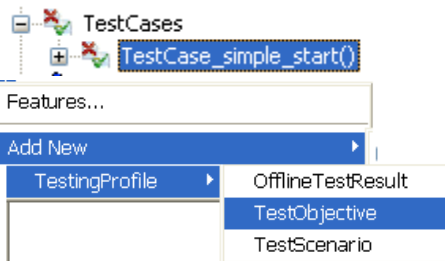 TestCases
TestCase_simple_start()
Features...
Add New
TestingProfile
OfflineTestResult
TestObjective
TestScenario